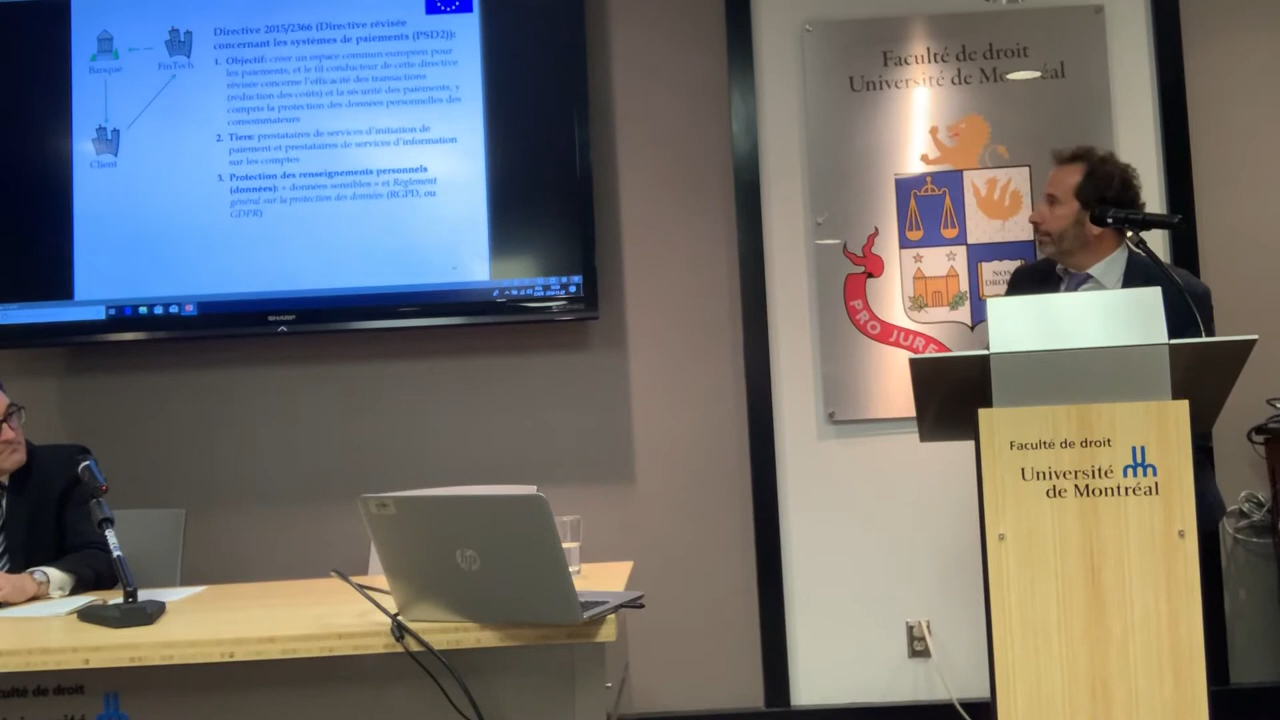 Directive 2015/2366 (Directive révisée
concernant les systèmes de paiements (PSD2)):
1. Objectif: créer un espace commun européen pour
les paiements, et le fil conducteur de cette directive
révisée concerne l'efficacité des transactions
(réduction des coûts) et la sécurité des paiements, y
compris la protection des données personnelles des
consommateurs
2. Tiers: prestataires de services d'initiation de
paiement et prestataires de services d'information
sur les comptes
3. Protection des renseignements personnels
(données): « données sensibles » et Règlement
général sur la protection des données (RGPD, ou
GDPR)
Banque
FinTech
Client
SHARP
Faculté de droit
Université de Montréal
NOS
DROI
PRO JURE
hp
Faculté de droit
Université
de Montréal
culté de droit